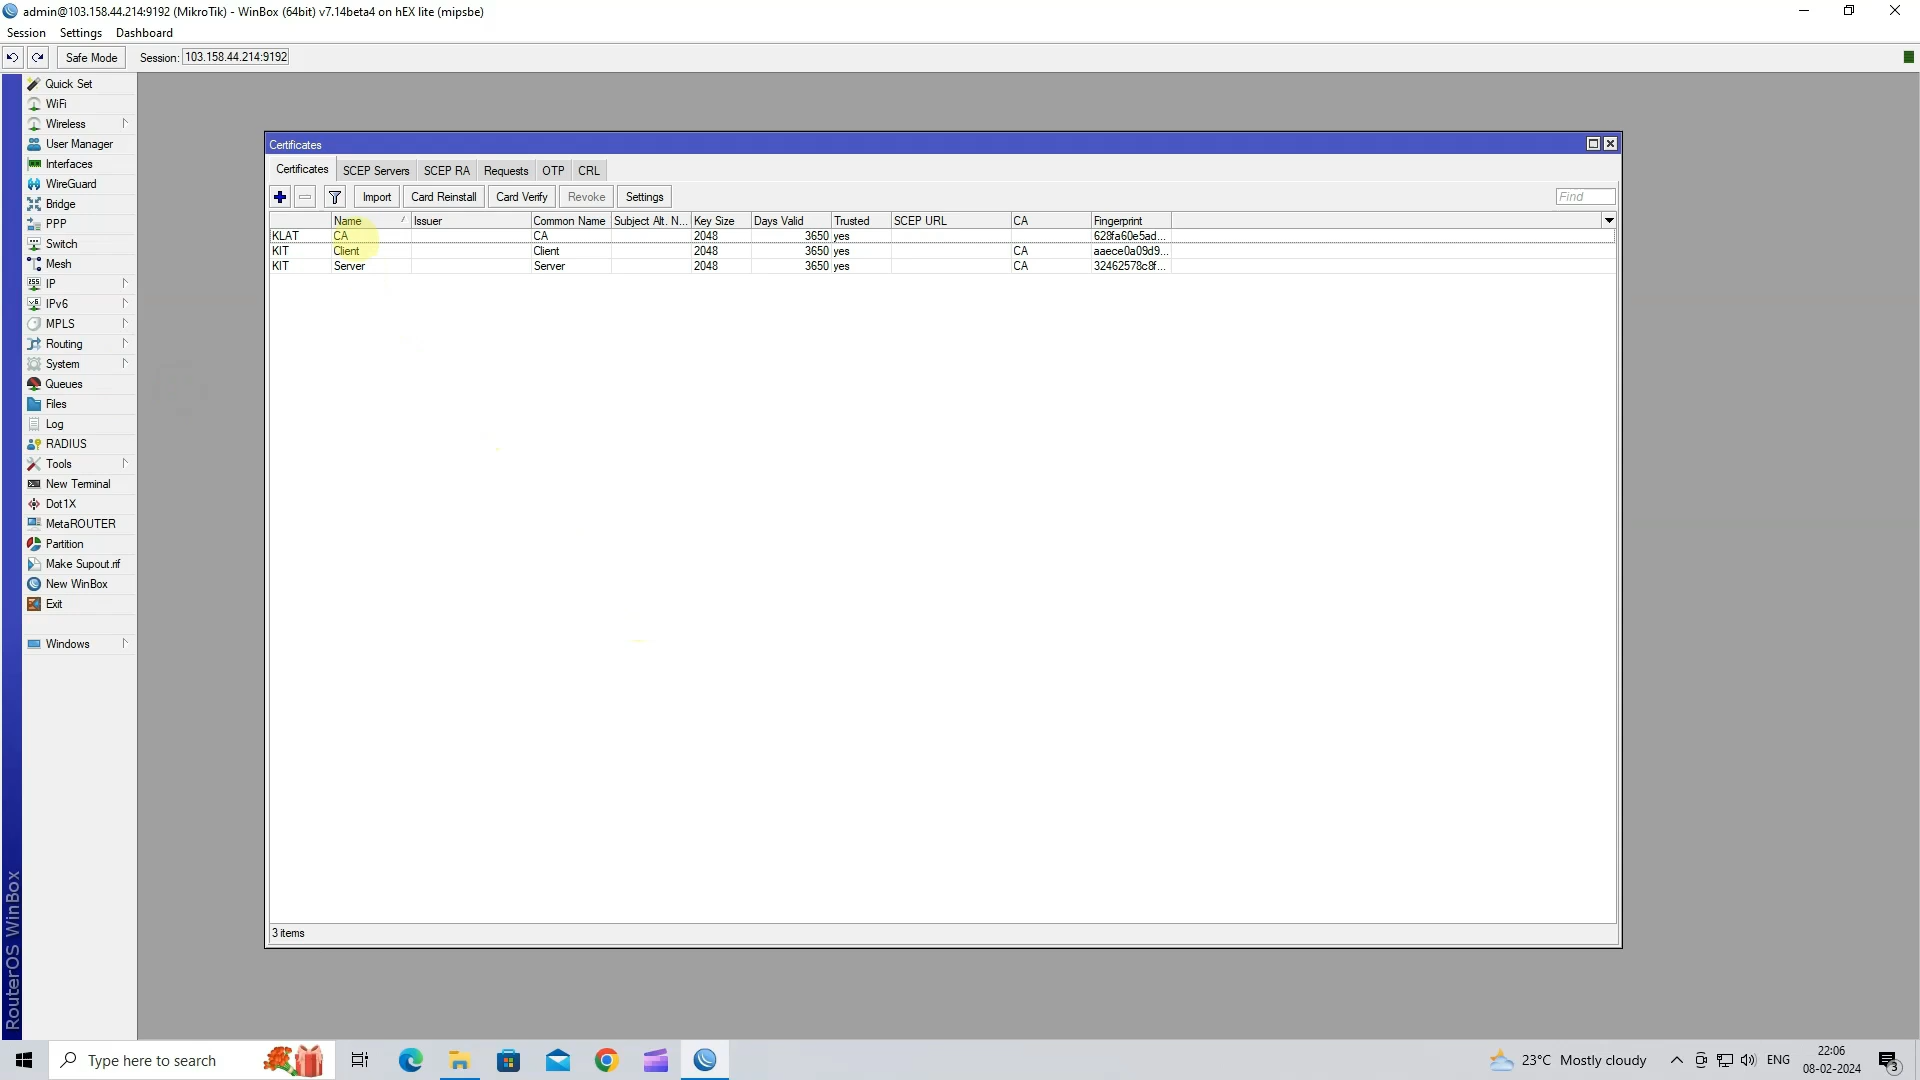 admin@103.158.44.214:9192 (MikroTik) - WinBox (64bit) v7.14beta4 on hEX lite (mipsbe)
Session Settings Dashboard
Safe Mode Session: 103.158.44.214:9192
Quick Set
WiFi
Wireless
User Manager
Interfaces
WireGuard
Bridge
PPP
Switch
Mesh
IP
IPv6
MPLS
Routing
System
Queues
Files
Log
RADIUS
Tools
New Terminal
Dot1X
MetaROUTER
Partition
Make Supout.rif
New WinBox
Exit
Windows
RouterOS WinBox
Certificates
Certificates SCEP Servers SCEP RA Requests OTP CRL
Import Card Reinstall Card Verify Revoke Settings Find
Name Issuer Common Name Subject Alt. N... Key Size Days Valid Trusted SCEP URL CA Fingerprint
KLAT CA CA 2048 3650 yes 628fa60e5ad...
KIT Client Client 2048 3650 yes CA aaece0a09d9...
KIT Server Server 2048 3650 yes CA 32462578c8f...
3 items
Type here to search
23°C Mostly cloudy
ENG
22:06
08-02-2024
3